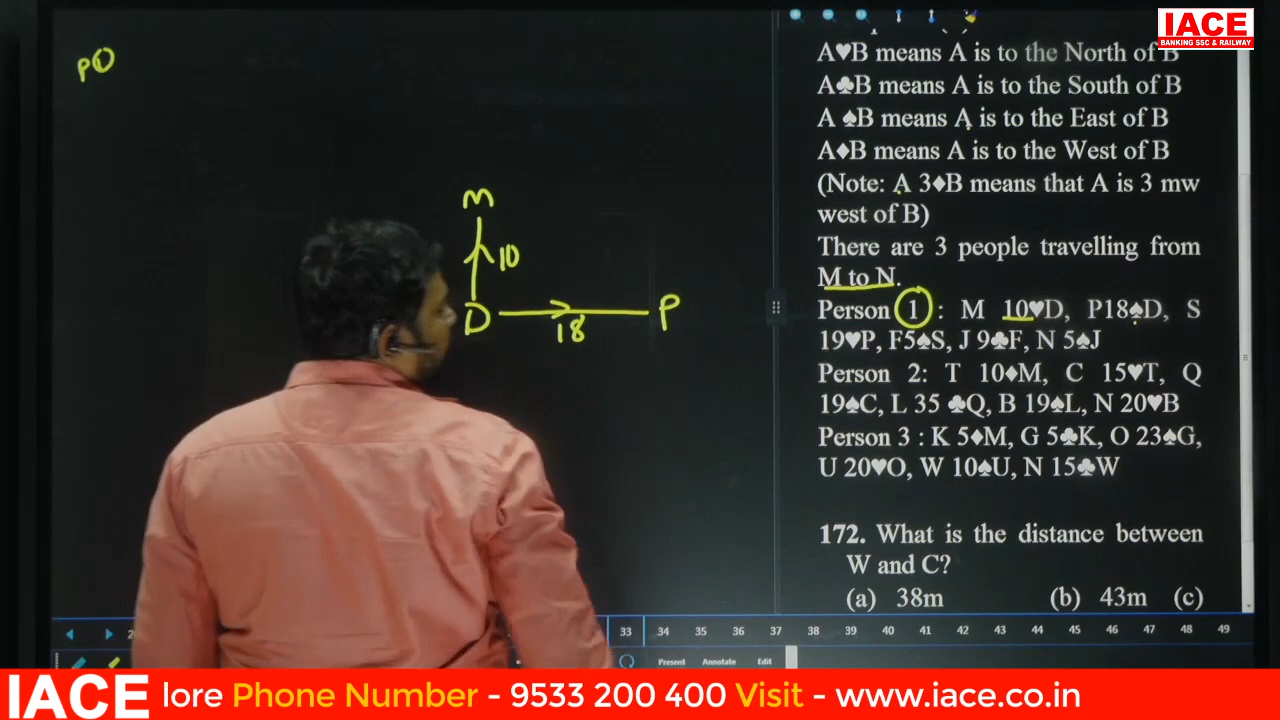 IACE
BANKING SSC & RAILWAY
P①
M
10
D
18
P
A♥B means A is to the North of B
A♣B means A is to the South of B
A ♠B means A is to the East of B
A♦B means A is to the West of B
(Note: A 3♦B means that A is 3 mw
west of B)
There are 3 people travelling from
M to N.
Person 1 : M 10♥D, P18♠D, S
19♥P, F5♠S, J 9♣F, N 5♠J
Person 2: T 10♦M, C 15♥T, Q
19♠C, L 35 ♣Q, B 19♠L, N 20♥B
Person 3 : K 5♦M, G 5♣K, O 23♠G,
U 20♥O, W 10♠U, N 15♣W
172. What is the distance between
W and C?
(a) 38m (b) 43m (c)
33 34 35 36 37 38 39 40 41 42 43 44 45 46 47 48 49
Present Annotate Edit
IACE lore Phone Number - 9533 200 400 Visit - www.iace.co.in